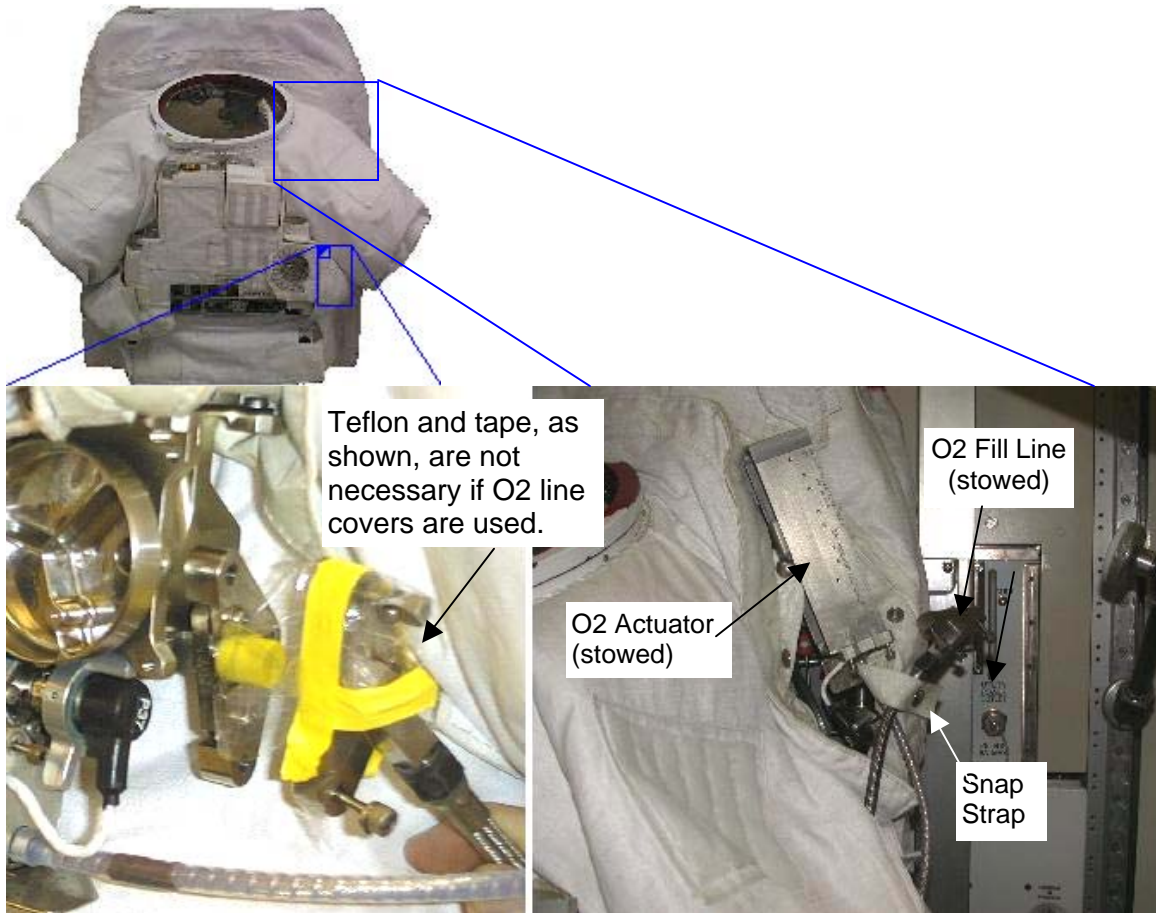 Teflon and tape, as
shown, are not
necessary if O2 line
covers are used.
O2 Fill Line
(stowed)
O2 Actuator
(stowed)
Snap
Strap